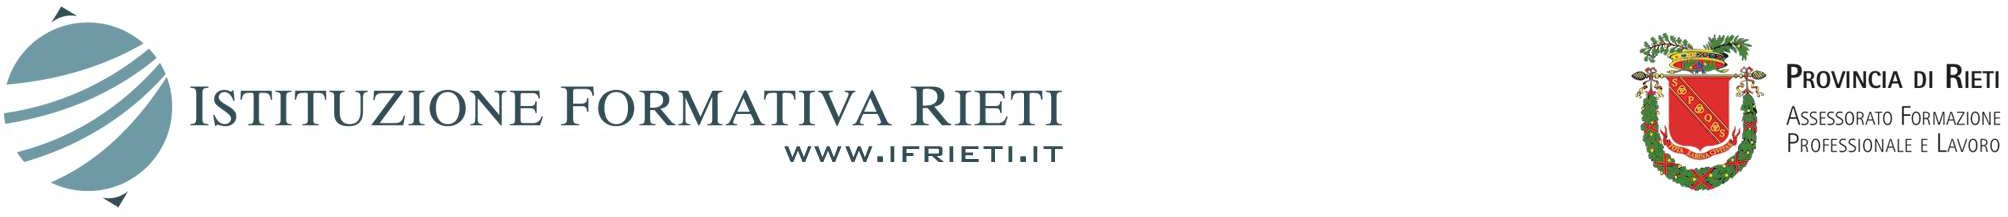 ISTITUZIONE FORMATIVA RIETI
WWW.IFRIETI.IT
PROVINCIA DI RIETI
ASSESSORATO FORMAZIONE
PROFESSIONALE E LAVORO